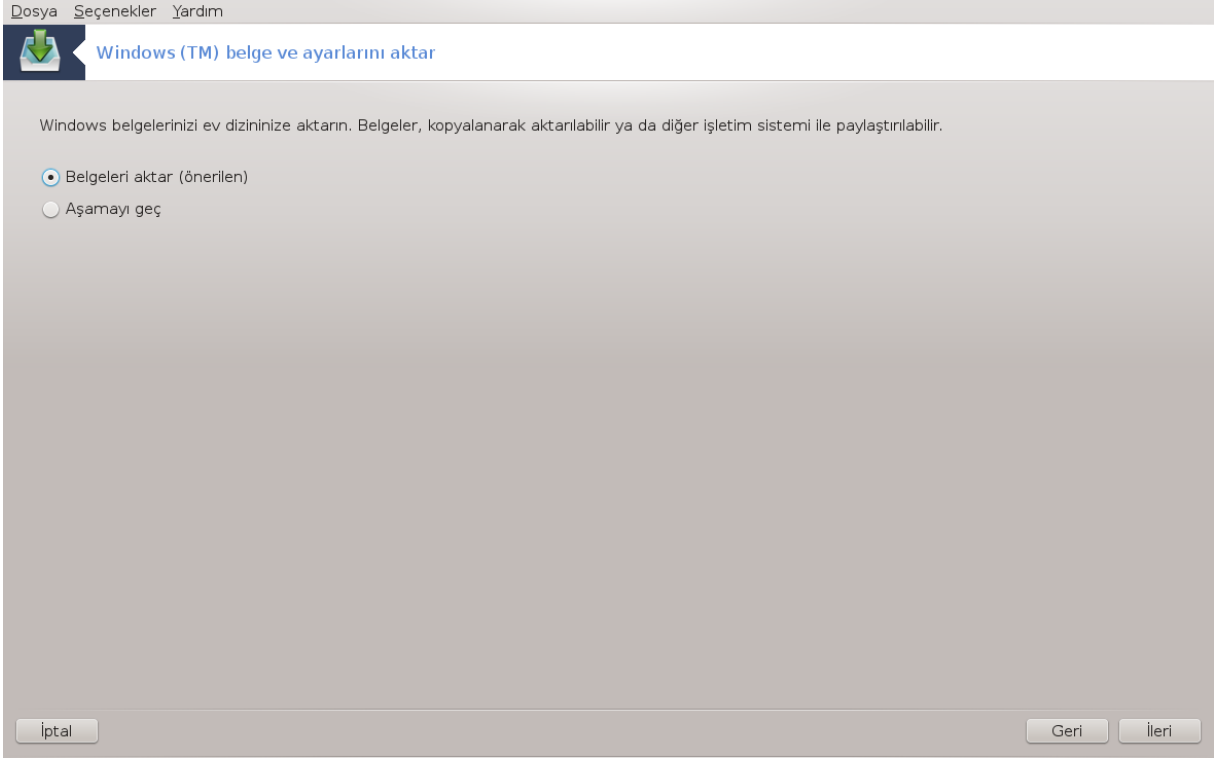 Dosya Seçenekler Yardım
Windows (TM) belge ve ayarlarını aktar
Windows belgelerinizi ev dizininize aktarın. Belgeler, kopyalanarak aktarılabilir ya da diğer işletim sistemi ile paylaştırılabilir.
Belgeleri aktar (önerilen)
Aşamayı geç
İptal Geri İleri